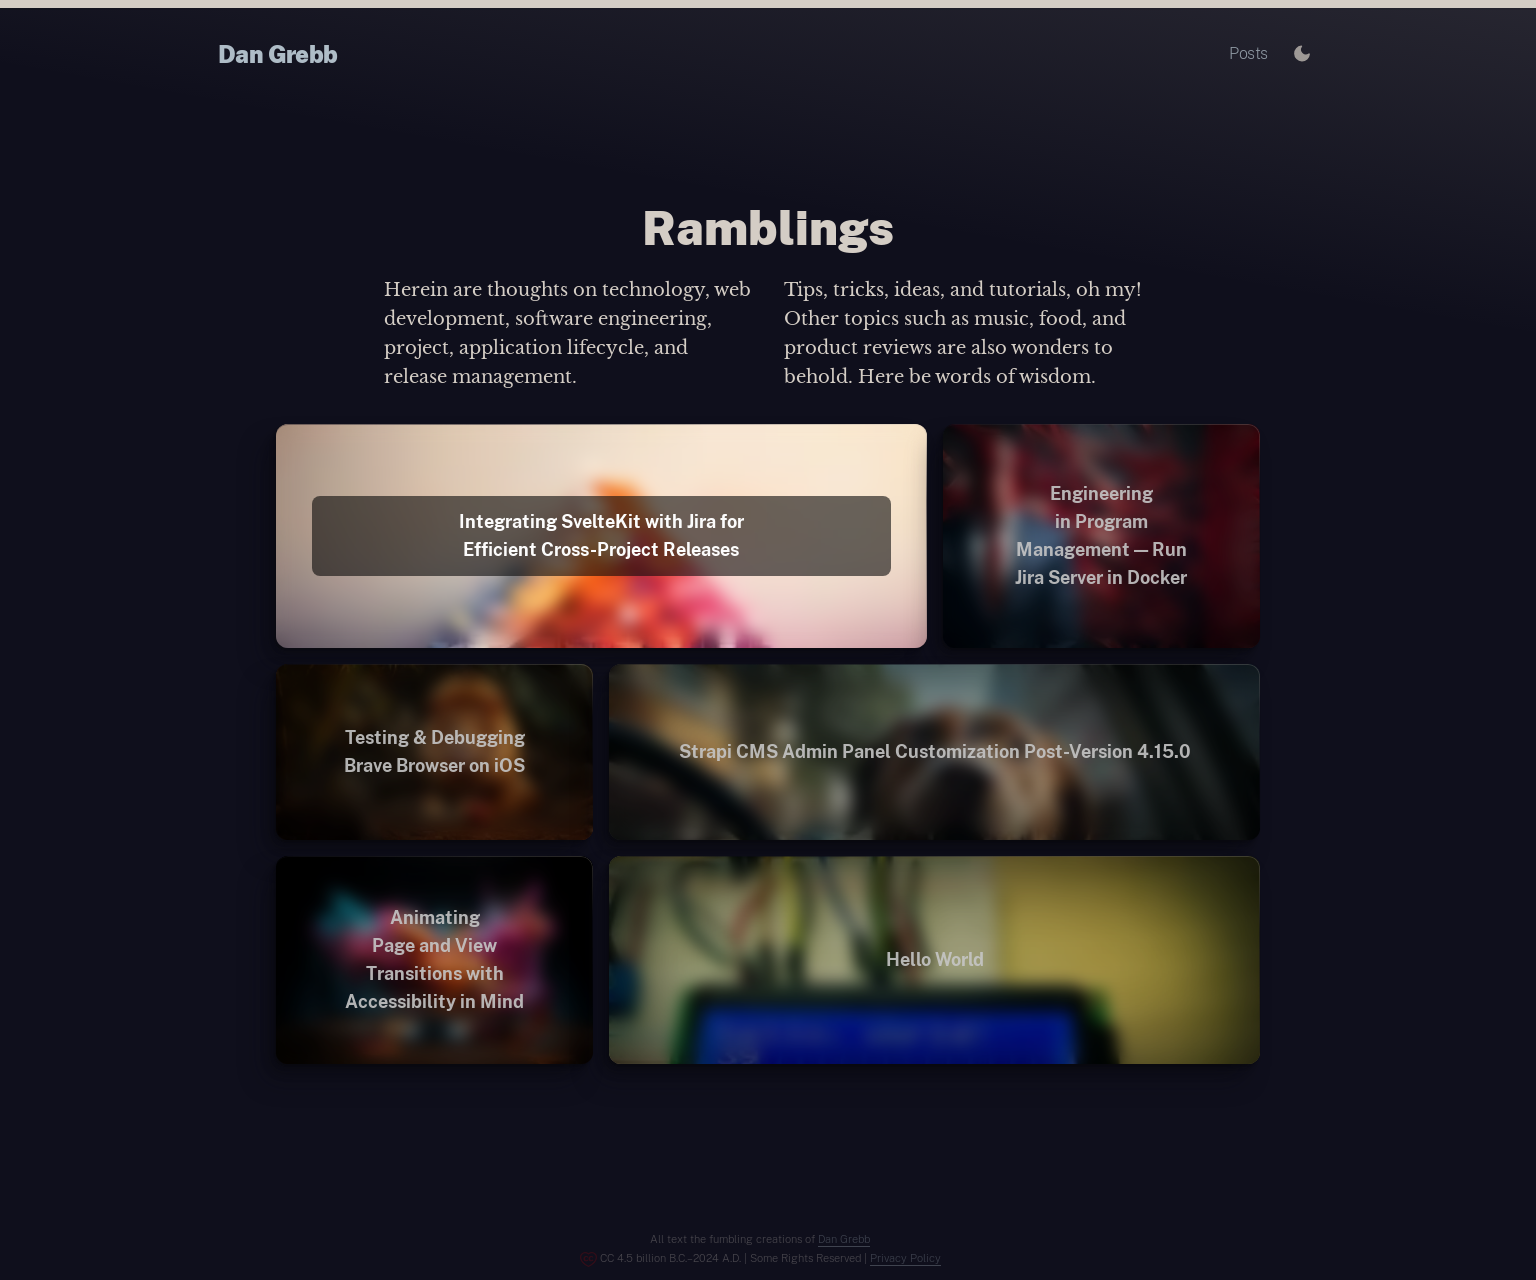 Dan Grebb
Posts
Ramblings
Herein are thoughts on technology, web
development, software engineering,
project, application lifecycle, and
release management.
Tips, tricks, ideas, and tutorials, oh my!
Other topics such as music, food, and
product reviews are also wonders to
behold. Here be words of wisdom.
Integrating SvelteKit with Jira for
Efficient Cross-Project Releases
Engineering
in Program
Management — Run
Jira Server in Docker
Testing & Debugging
Brave Browser on iOS
Strapi CMS Admin Panel Customization Post-Version 4.15.0
Animating
Page and View
Transitions with
Accessibility in Mind
Hello World
All text the fumbling creations of Dan Grebb
CC 4.5 billion B.C.–2024 A.D. | Some Rights Reserved | Privacy Policy